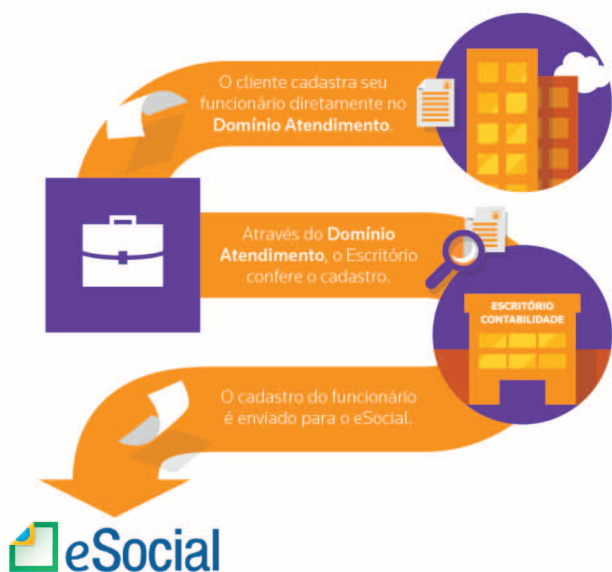 O cliente cadastra seu
funcionário diretamente no
Domínio Atendimento.
Através do Domínio
Atendimento, o Escritório
confere o cadastro.
ESCRITÓRIO
CONTABILIDADE
O cadastro do funcionário
é enviado para o eSocial.
eSocial